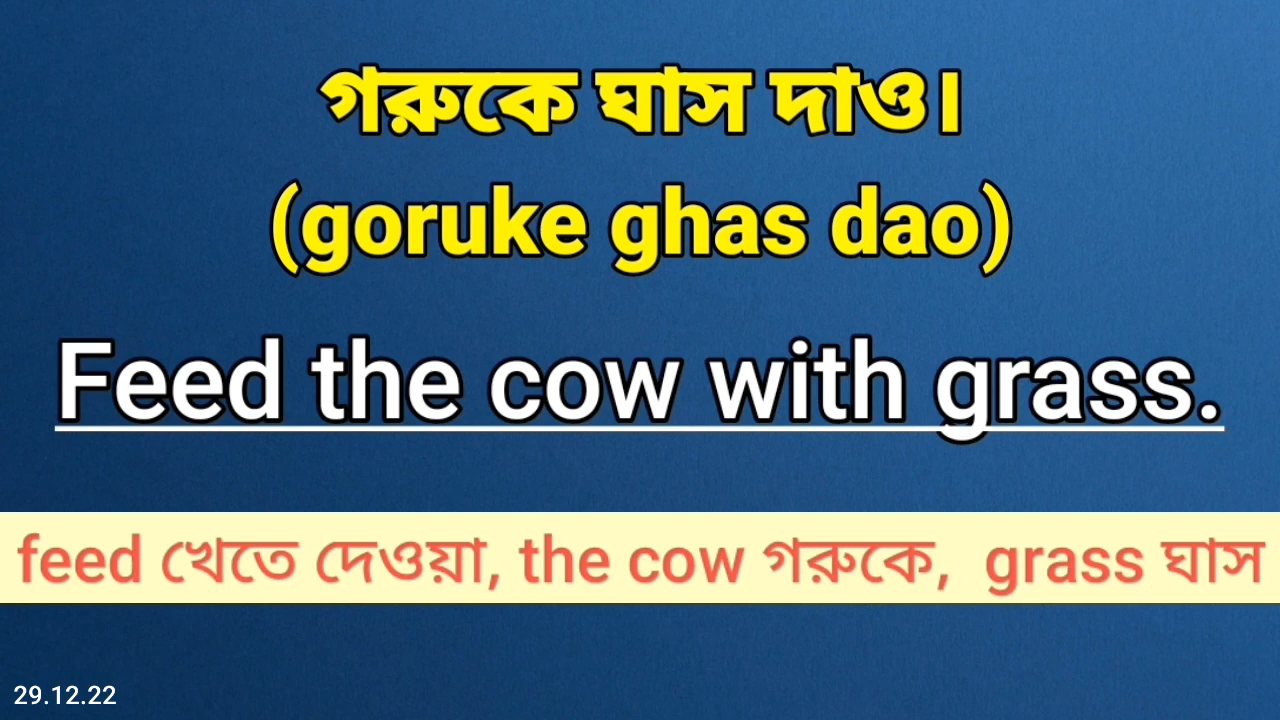 গরুকে ঘাস দাও।
(goruke ghas dao)
Feed the cow with grass.
feed খেতে দেওয়া, the cow গরুকে, grass ঘাস
29.12.22